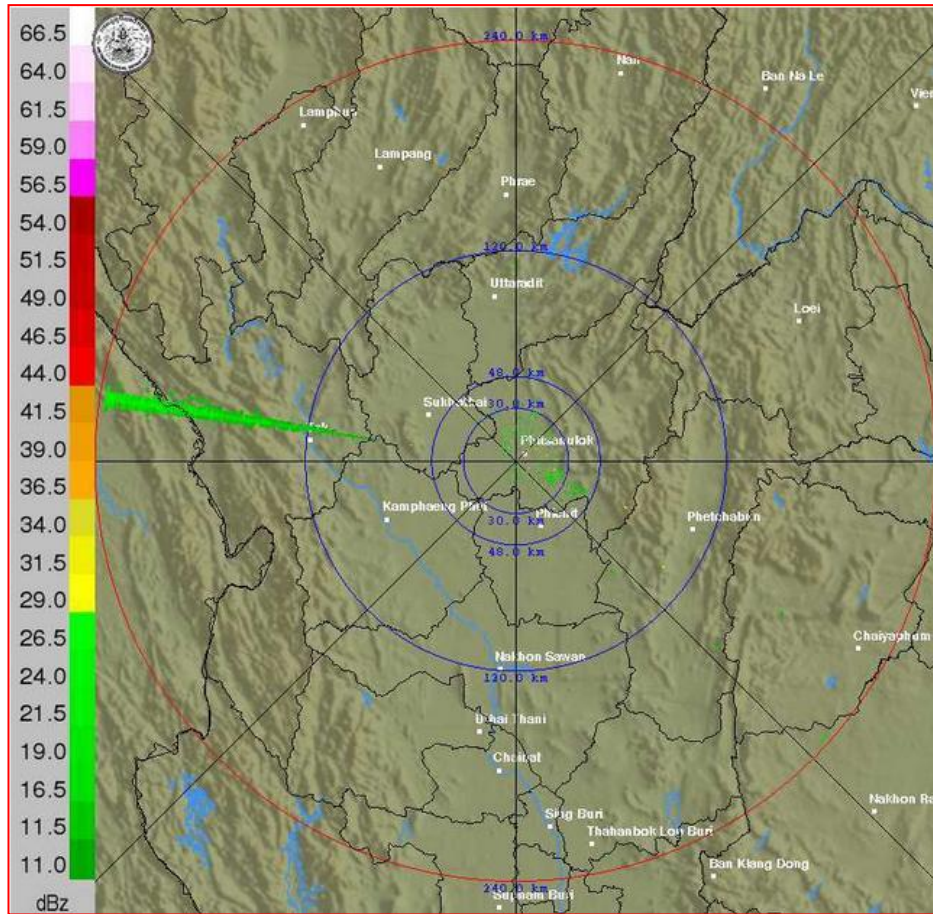 66.5
64.0
61.5
59.0
56.5
54.0
51.5
49.0
46.5
44.0
41.5
39.0
36.5
34.0
29.0
26.5
24.0
21.5
19.0
16.5
11.5
11.0
dBz
240.0 km
Nan
Ban Na Le
Lamphun
Lampang
Phrae
120.0 km
Uttaradit
Loei
48.0 km
30.0 km
Sukhothai
Phitsanulok
Kamphaeng Phet
Phichit
Phetchabun
30.0 km
48.0 km
Chaiyaphum
Nakhon Sawan
120.0 km
Uthai Thani
Chainat
Nakhon Ra
Sing Buri
Thahanbok Lop Buri
Ban Klang Dong
240.0 km
Suphan Buri